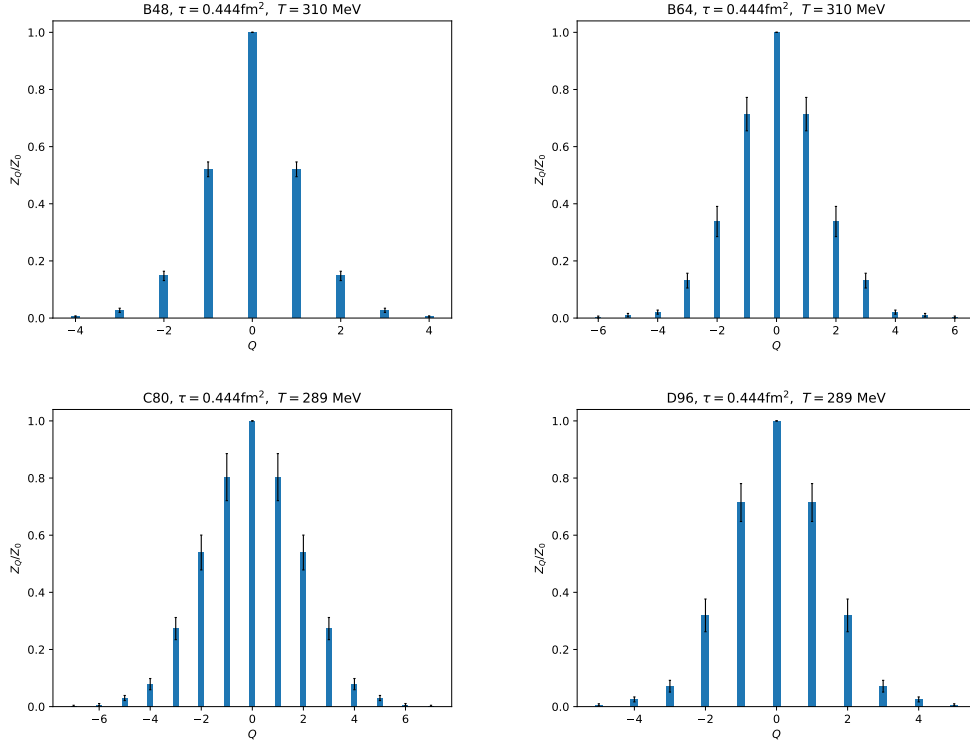 B48, τ = 0.444fm², T = 310 MeV
Z_Q/Z_0
1.0
0.8
0.6
0.4
0.2
0.0
−4 −2 0 2 4
Q
B64, τ = 0.444fm², T = 310 MeV
Z_Q/Z_0
1.0
0.8
0.6
0.4
0.2
0.0
−6 −4 −2 0 2 4 6
Q
C80, τ = 0.444fm², T = 289 MeV
Z_Q/Z_0
1.0
0.8
0.6
0.4
0.2
0.0
−6 −4 −2 0 2 4 6
Q
D96, τ = 0.444fm², T = 289 MeV
Z_Q/Z_0
1.0
0.8
0.6
0.4
0.2
0.0
−4 −2 0 2 4
Q